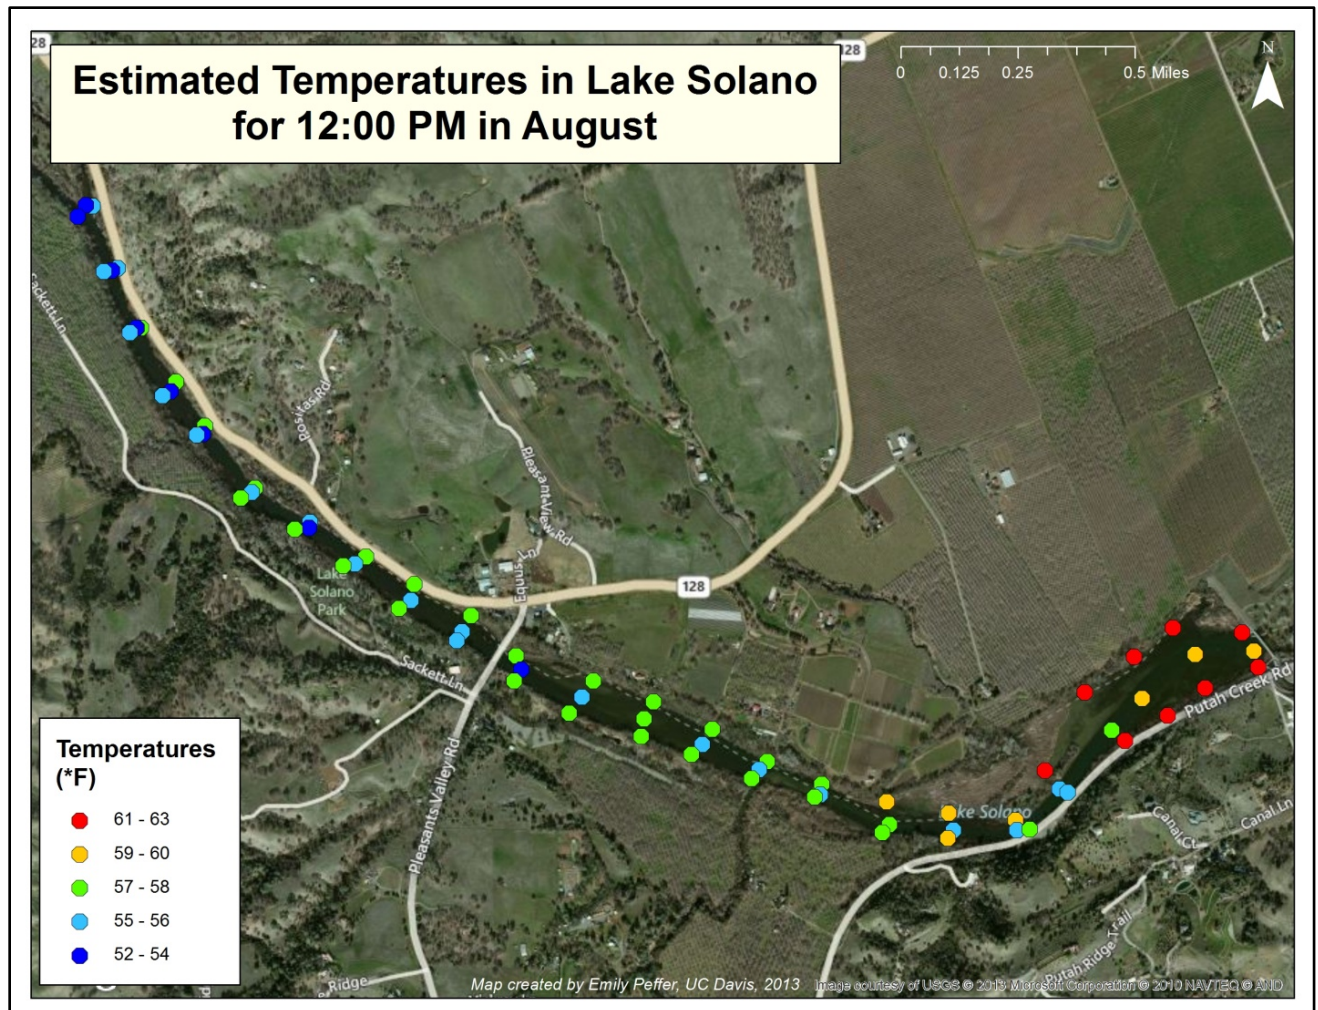 28
128
Estimated Temperatures in Lake Solano
for 12:00 PM in August
0 0.125 0.25 0.5 Miles
N
Sackett Ln
Rositas Rd
Pleasant View Rd
Equus Ln
128
Lake
Solano
Park
Sackett Ln
Pleasants Valley Rd
Putah Creek Rd
Lake Solano
Canal Ct
Canal Ln
Putah Ridge Trail
Temperatures
(*F)
61 - 63
59 - 60
57 - 58
55 - 56
52 - 54
Ridge
Map created by Emily Peffer, UC Davis, 2013
Image courtesy of USGS © 2013 Microsoft Corporation © 2010 NAVTEQ © AND